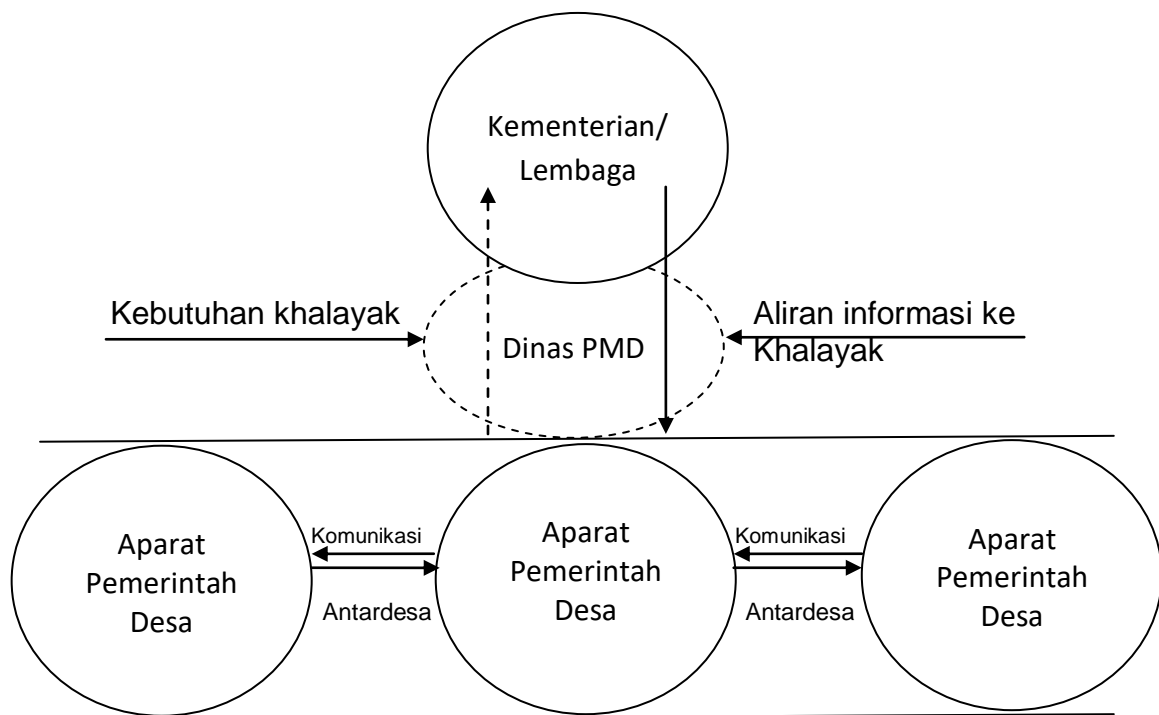 Kementerian/
Lembaga
Kebutuhan khalayak
Dinas PMD
Aliran informasi ke
Khalayak
Aparat
Pemerintah
Desa
Komunikasi
Antardesa
Aparat
Pemerintah
Desa
Komunikasi
Antardesa
Aparat
Pemerintah
Desa